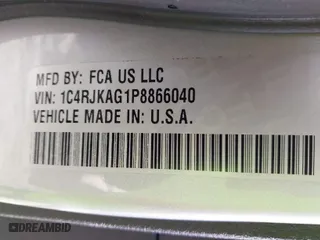 MFD BY: FCA US LLC
VIN: 1C4RJKAG1P8866040
VEHICLE MADE IN: U.S.A.
DREAMBID